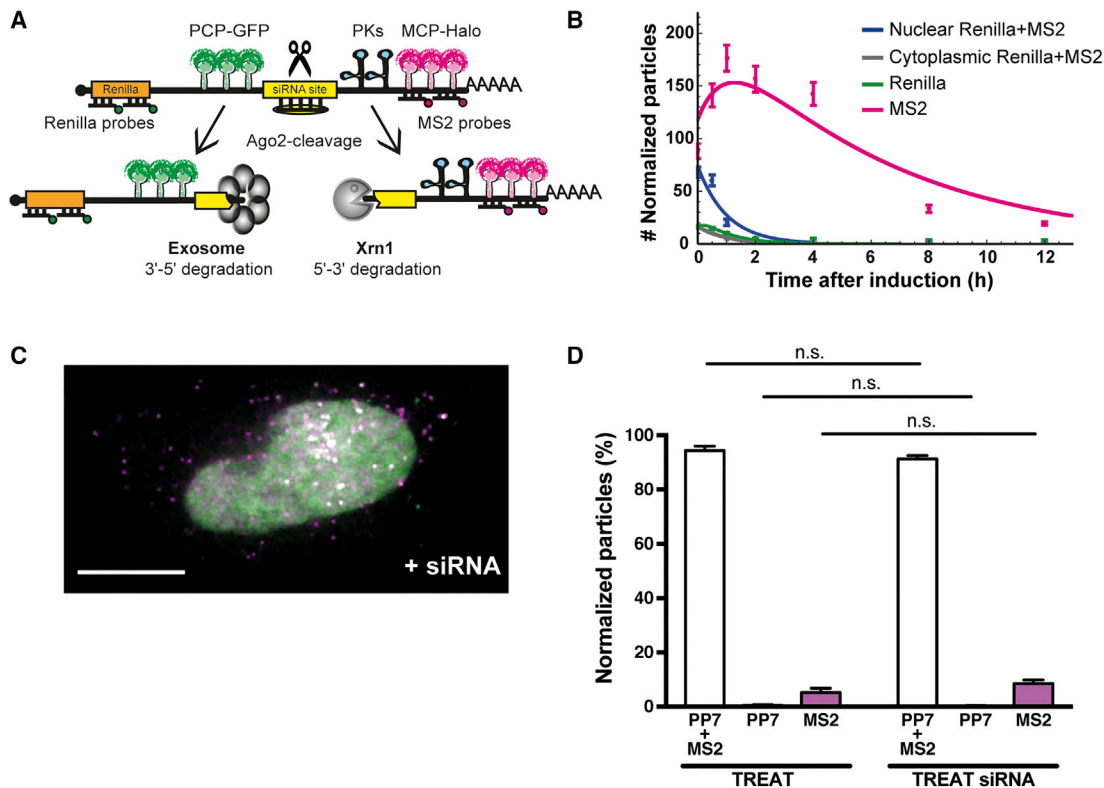 A
PCP-GFP
PKs
MCP-Halo
Renilla
siRNA site
AAAAA
Renilla probes
MS2 probes
Ago2-cleavage
AAAAA
Exosome
3'-5' degradation
Xrn1
5'-3' degradation
B
# Normalized particles
200
150
100
50
0
0
2
4
6
8
10
12
Time after induction (h)
Nuclear Renilla+MS2
Cytoplasmic Renilla+MS2
Renilla
MS2
C
+ siRNA
D
n.s.
n.s.
n.s.
Normalized particles (%)
100
80
60
40
20
0
PP7
+
MS2
PP7
MS2
PP7
+
MS2
PP7
MS2
TREAT
TREAT siRNA